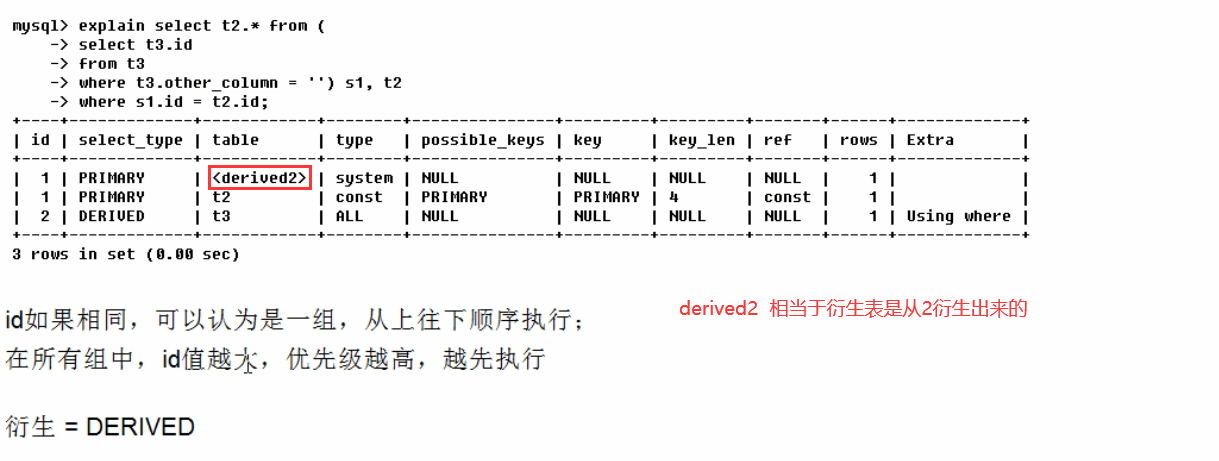 mysql> explain select t2.* from (
    -> select t3.id
    -> from t3
    -> where t3.other_column = '') s1, t2
    -> where s1.id = t2.id;
+----+-------------+------------+--------+---------------+---------+---------+-------+------+-------------+
| id | select_type | table      | type   | possible_keys | key     | key_len | ref   | rows | Extra       |
+----+-------------+------------+--------+---------------+---------+---------+-------+------+-------------+
| 1 | PRIMARY     | <derived2> | system | NULL          | NULL    | NULL    | NULL  | 1 |             |
| 1 | PRIMARY     | t2         | const  | PRIMARY       | PRIMARY | 4       | const | 1 |             |
| 2 | DERIVED     | t3         | ALL    | NULL          | NULL    | NULL    | NULL  | 1 | Using where |
+----+-------------+------------+--------+---------------+---------+---------+-------+------+-------------+
3 rows in set (0.00 sec)
derived2 相当于衍生表是从2衍生出来的
id如果相同，可以认为是一组，从上往下顺序执行；
在所有组中，id值越大，优先级越高，越先执行
衍生 = DERIVED